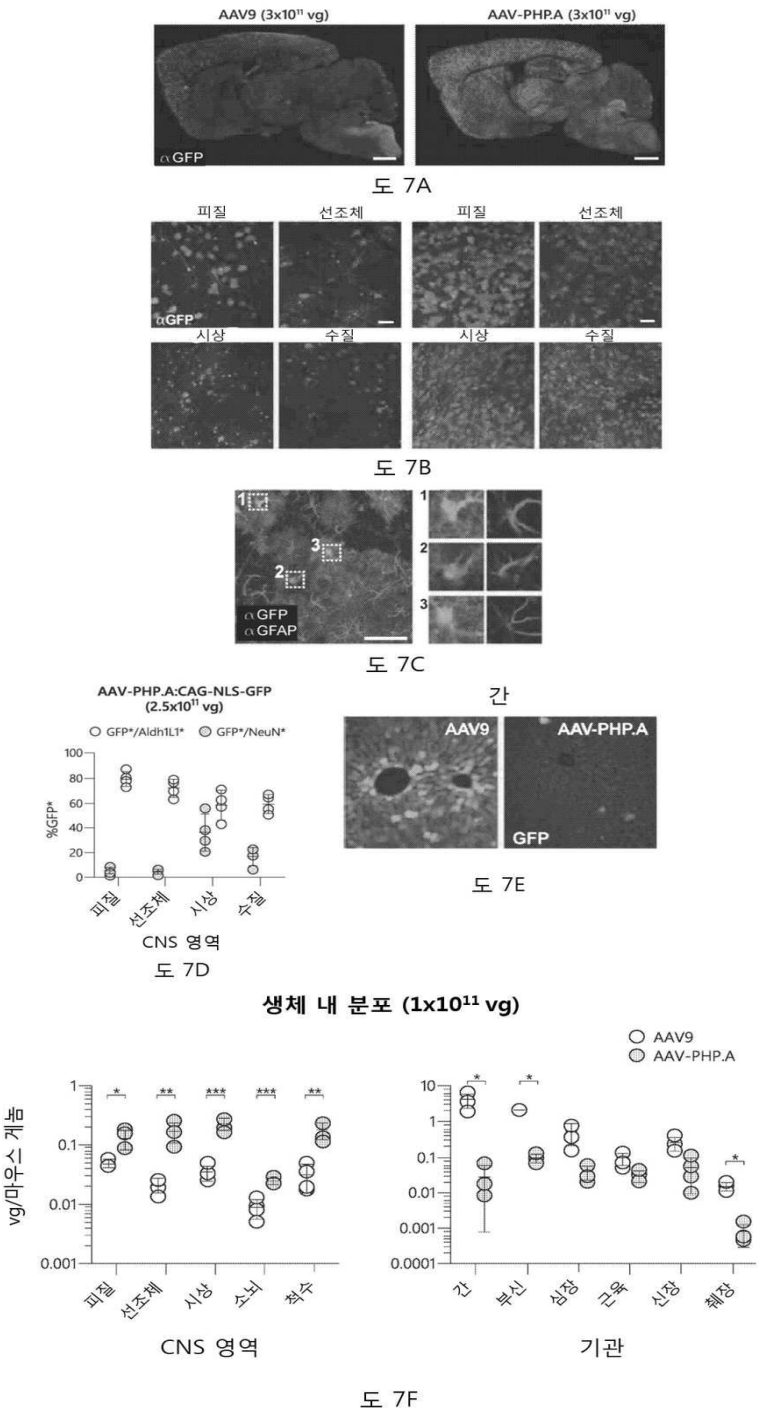 AAV9 (3x10¹¹ vg)
AAV-PHP.A (3x10¹¹ vg)
αGFP
도 7A
피질
선조체
피질
선조체
αGFP
시상
수질
시상
수질
도 7B
1
3
2
αGFP
αGFAP
1
2
3
도 7C
AAV-PHP.A:CAG-NLS-GFP
(2.5x10¹¹ vg)
GFP⁺/Aldh1L1⁺
GFP⁺/NeuN⁺
%GFP⁺
100
80
60
40
20
0
피질
선조체
시상
수질
CNS 영역
도 7D
간
AAV9
AAV-PHP.A
GFP
도 7E
생체 내 분포 (1x10¹¹ vg)
AAV9
AAV-PHP.A
vg/마우스 게놈
1
0.1
0.01
0.001
*
**
***
***
**
피질
선조체
시상
소뇌
척수
CNS 영역
10
1
0.1
0.01
0.001
0.0001
*
*
*
간
부신
심장
근육
신장
췌장
기관
도 7F